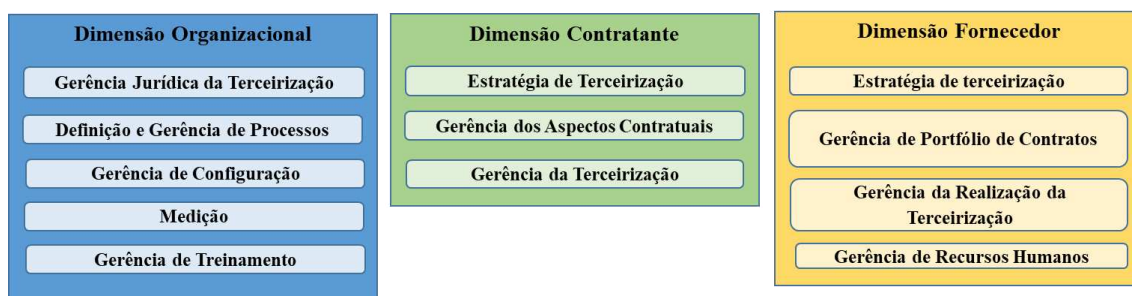 Dimensão Organizacional
Gerência Jurídica da Terceirização
Definição e Gerência de Processos
Gerência de Configuração
Medição
Gerência de Treinamento
Dimensão Contratante
Estratégia de Terceirização
Gerência dos Aspectos Contratuais
Gerência da Terceirização
Dimensão Fornecedor
Estratégia de terceirização
Gerência de Portfólio de Contratos
Gerência da Realização da
Terceirização
Gerência de Recursos Humanos